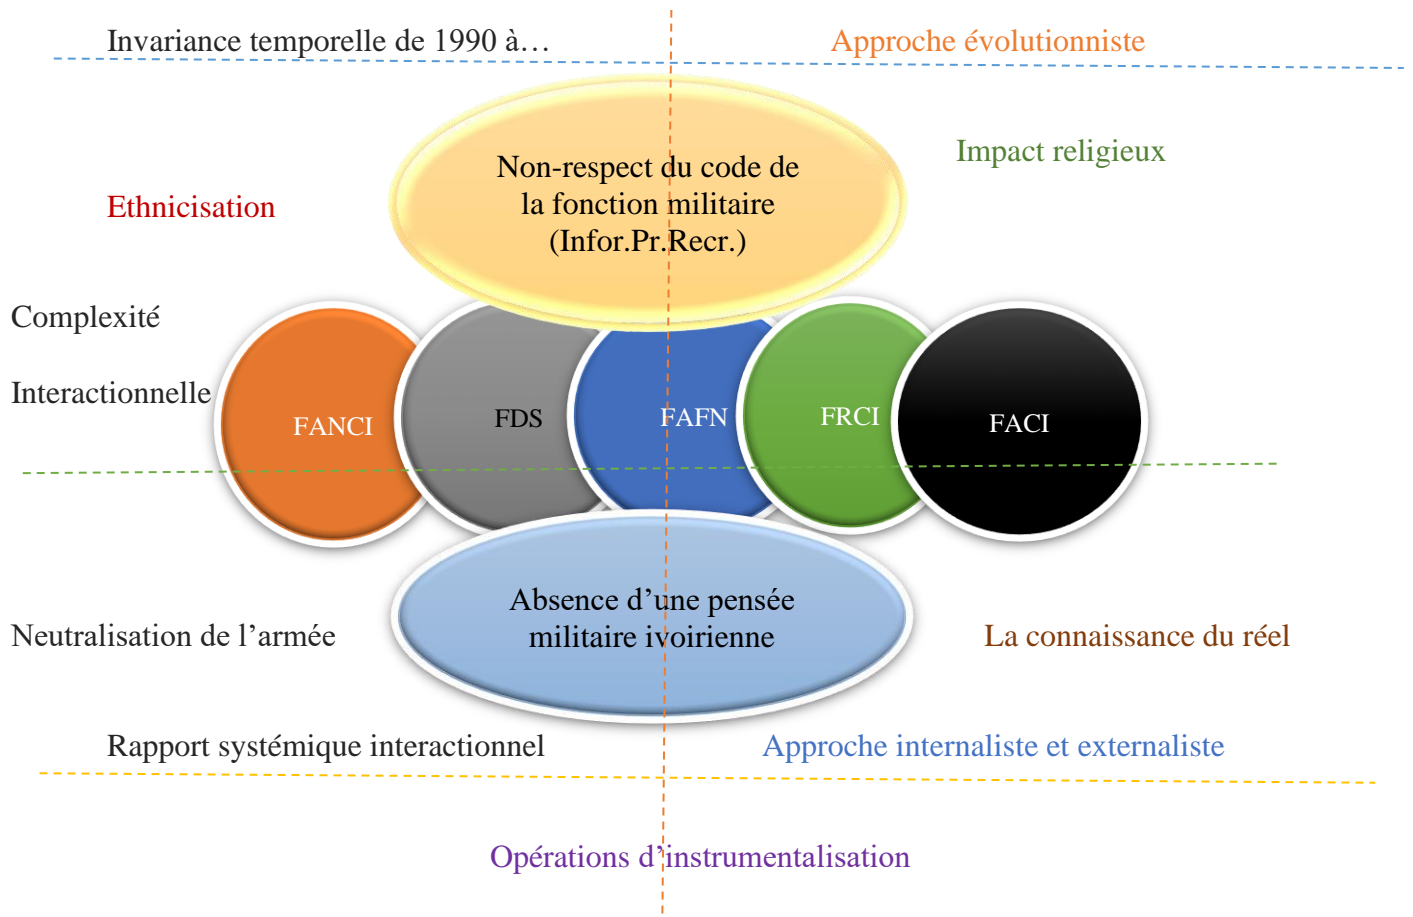 Invariance temporelle de 1990 à…
Approche évolutionniste
Impact religieux
Non-respect du code de
la fonction militaire
(Infor.Pr.Recr.)
Ethnicisation
Complexité
Interactionnelle
FANCI
FDS
FAFN
FRCI
FACI
Absence d’une pensée
militaire ivoirienne
Neutralisation de l’armée
La connaissance du réel
Rapport systémique interactionnel
Approche internaliste et externaliste
Opérations d’instrumentalisation